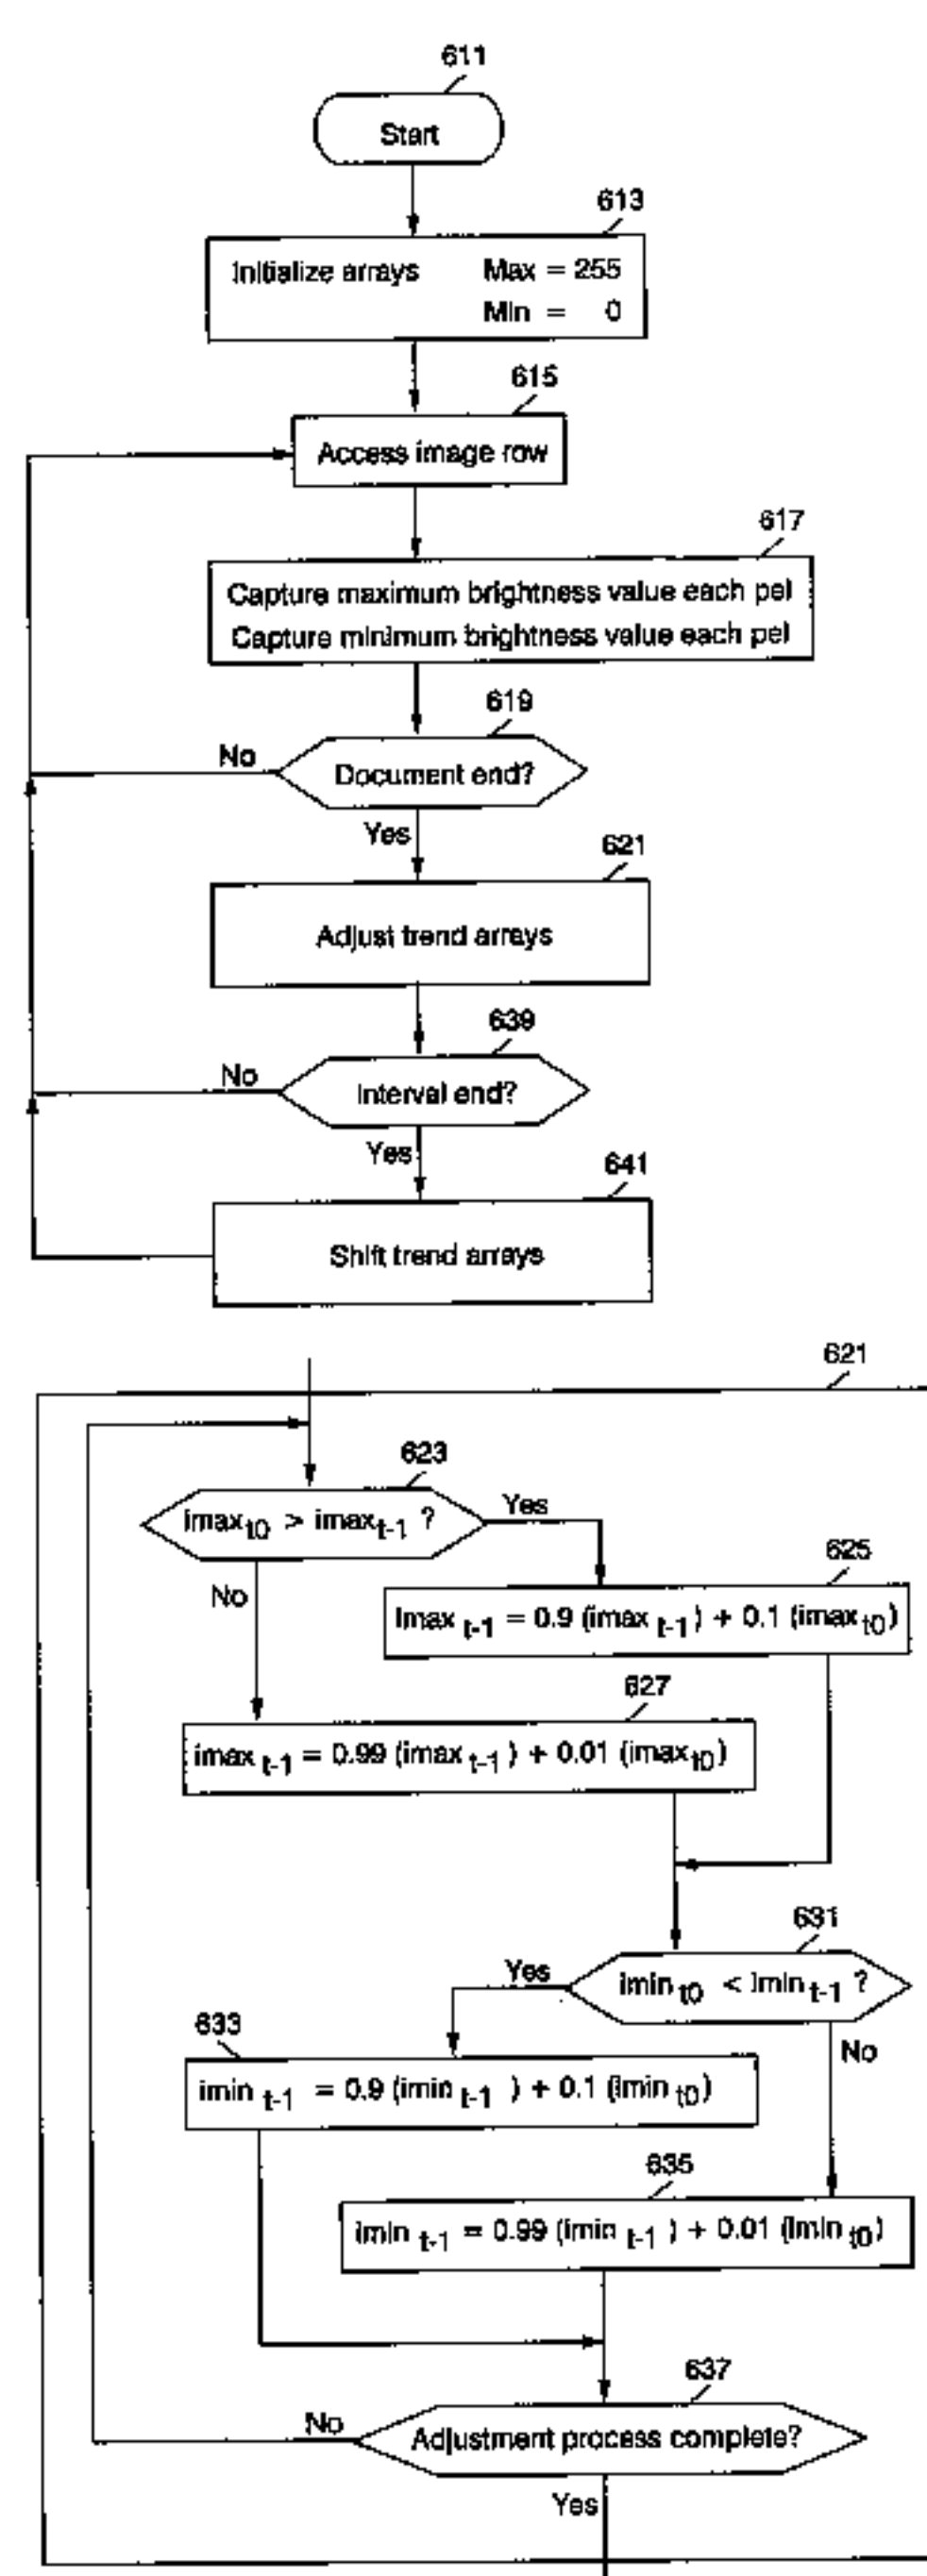 611
Start
613
Initialize arrays Max = 255
Min = 0
615
Access image row
617
Capture maximum brightness value each pel
Capture minimum brightness value each pel
619
No
Document end?
Yes
621
Adjust trend arrays
639
No
Interval end?
Yes
641
Shift trend arrays
621
623
imax t0 > imax t-1 ?
Yes
No
625
imax t-1 = 0.9 (imax t-1) + 0.1 (imax t0)
627
imax t-1 = 0.99 (imax t-1) + 0.01 (imax t0)
631
Yes
imin t0 < imin t-1 ?
No
633
imin t-1 = 0.9 (imin t-1) + 0.1 (imin t0)
635
imin t-1 = 0.99 (imin t-1) + 0.01 (imin t0)
637
No
Adjustment process complete?
Yes